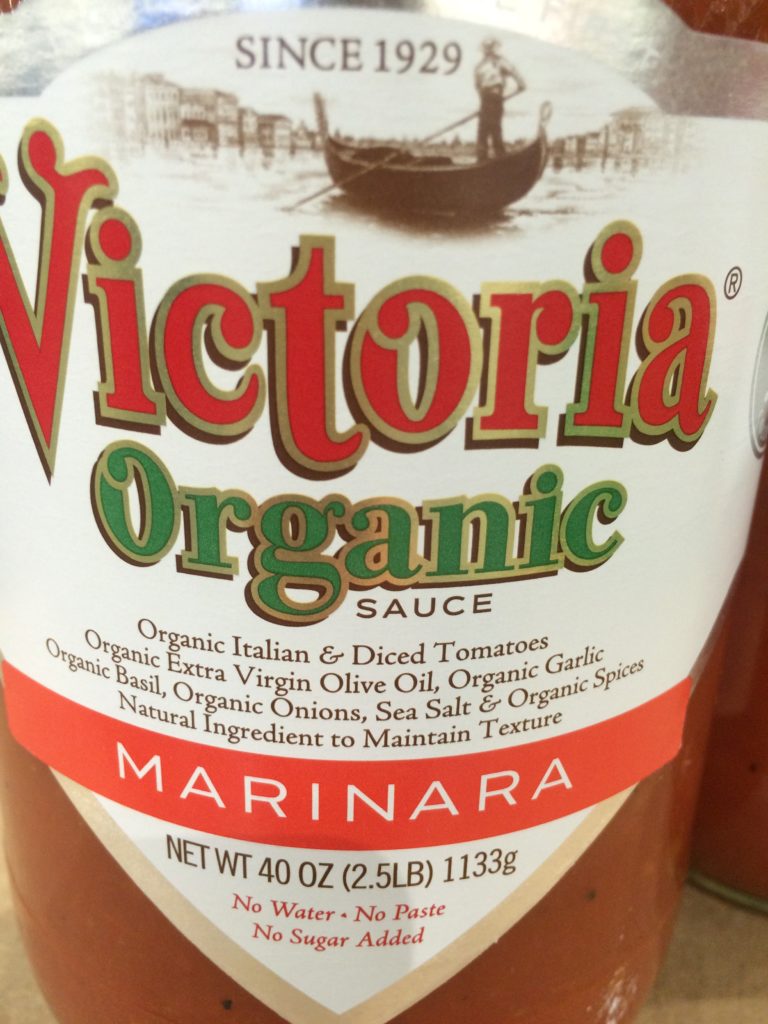 SINCE 1929
Victoria®
Organic
SAUCE
Organic Italian & Diced Tomatoes
Organic Extra Virgin Olive Oil, Organic Garlic
Organic Basil, Organic Onions, Sea Salt & Organic Spices
Natural Ingredient to Maintain Texture
MARINARA
NET WT 40 OZ (2.5LB) 1133g
No Water • No Paste
No Sugar Added